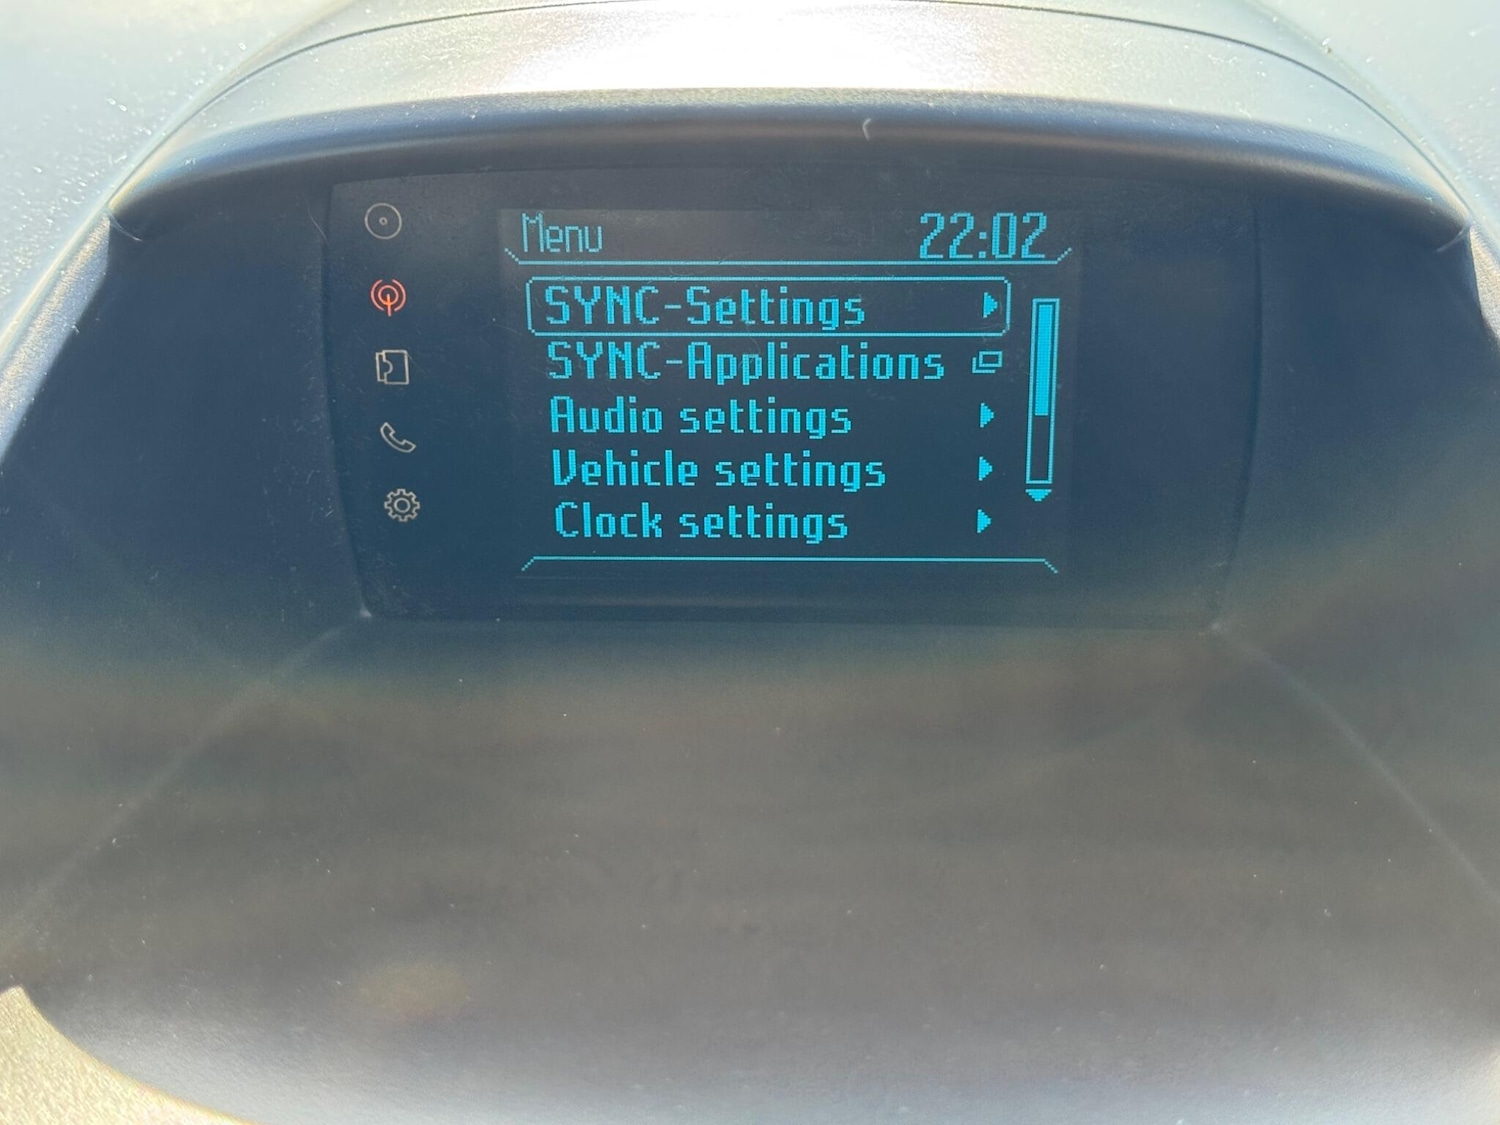 Menu 22:02
SYNC-Settings
SYNC-Applications
Audio settings
Vehicle settings
Clock settings